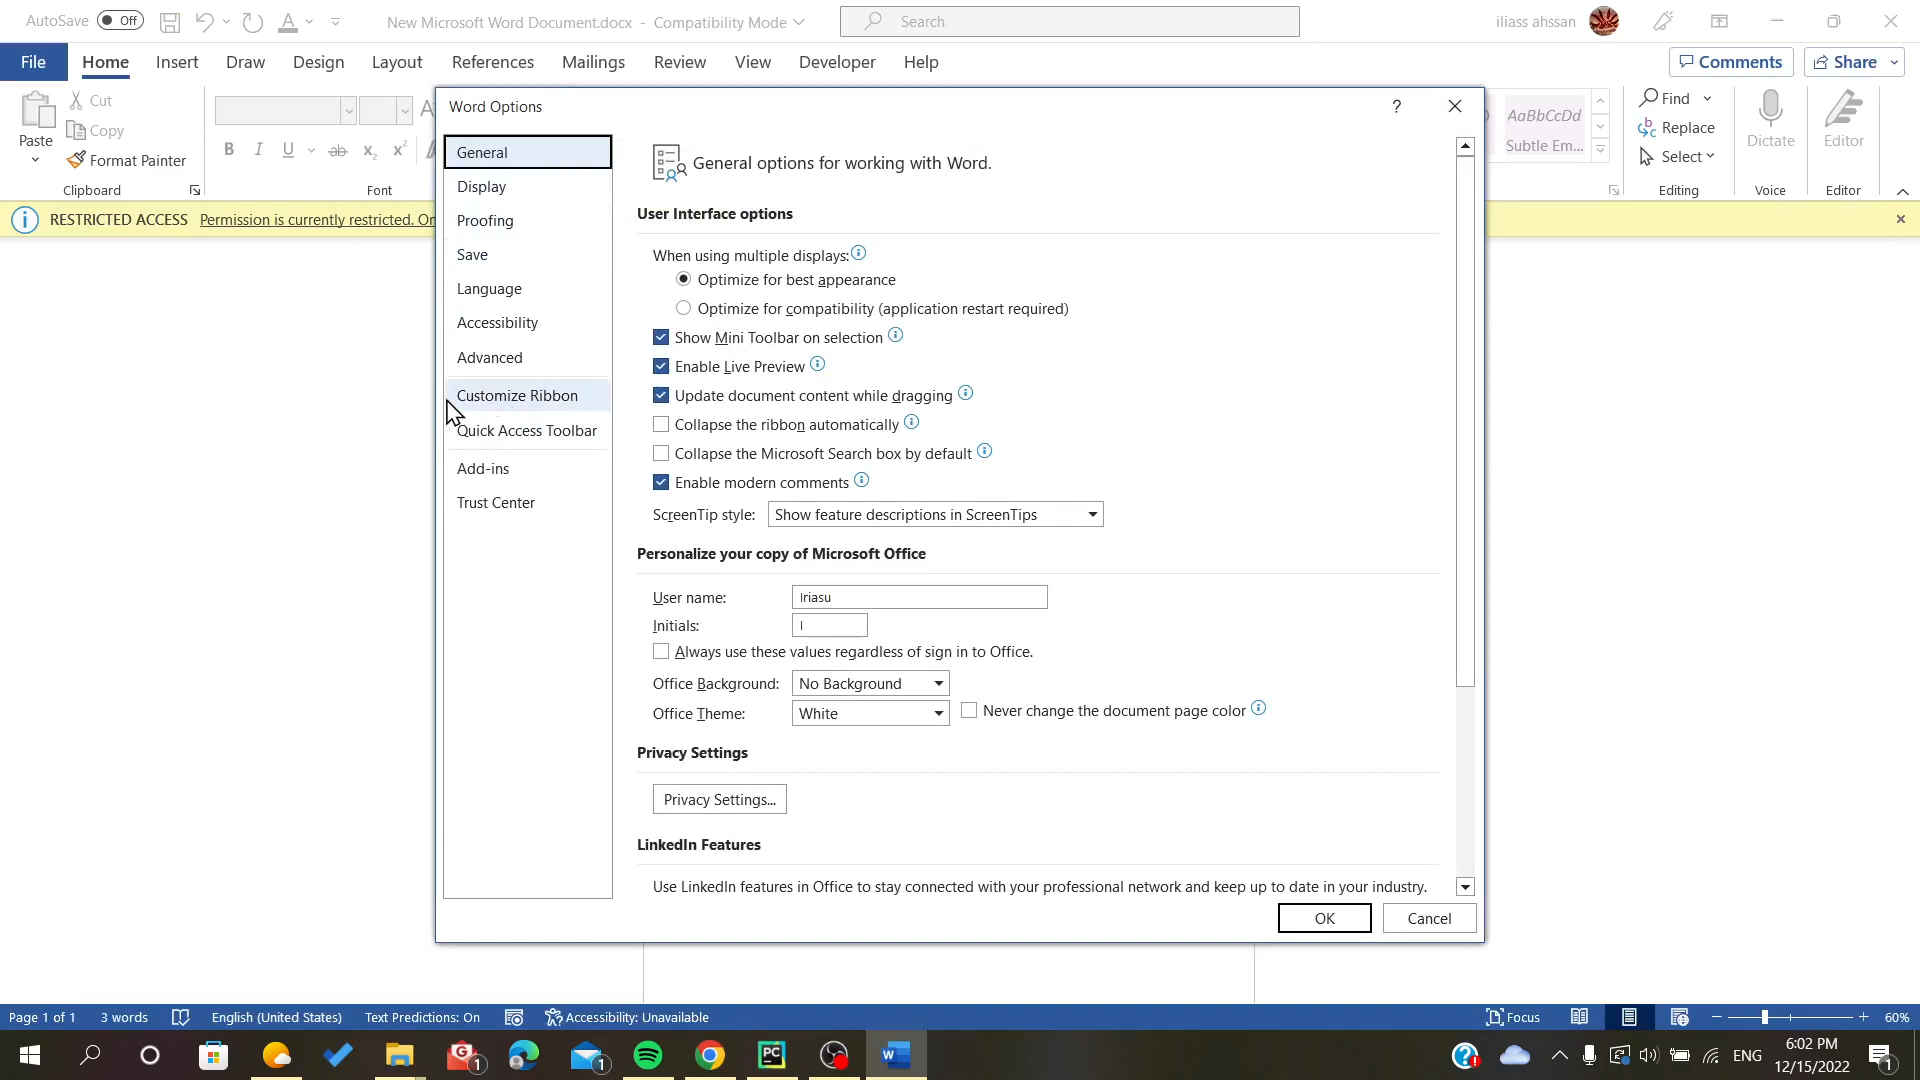 AutoSave Off
New Microsoft Word Document.docx - Compatibility Mode
Search
iliass ahssan
File Home Insert Draw Design Layout References Mailings Review View Developer Help
Comments Share
Paste
Cut
Copy
Format Painter
Clipboard
B I U ab x₂ x²
Font
AaBbCcDd
Subtle Em...
Find
Replace
Select
Editing
Dictate
Voice
Editor
Editor
RESTRICTED ACCESS Permission is currently restricted.
Word Options
?
General
Display
Proofing
Save
Language
Accessibility
Advanced
Customize Ribbon
Quick Access Toolbar
Add-ins
Trust Center
General options for working with Word.
User Interface options
When using multiple displays:
Optimize for best appearance
Optimize for compatibility (application restart required)
Show Mini Toolbar on selection
Enable Live Preview
Update document content while dragging
Collapse the ribbon automatically
Collapse the Microsoft Search box by default
Enable modern comments
ScreenTip style: Show feature descriptions in ScreenTips
Personalize your copy of Microsoft Office
User name: Iriasu
Initials: I
Always use these values regardless of sign in to Office.
Office Background: No Background
Office Theme: White
Never change the document page color
Privacy Settings
Privacy Settings...
LinkedIn Features
Use LinkedIn features in Office to stay connected with your professional network and keep up to date in your industry.
OK Cancel
Page 1 of 1 3 words English (United States) Text Predictions: On Accessibility: Unavailable
Focus
60%
ENG
6:02 PM
12/15/2022